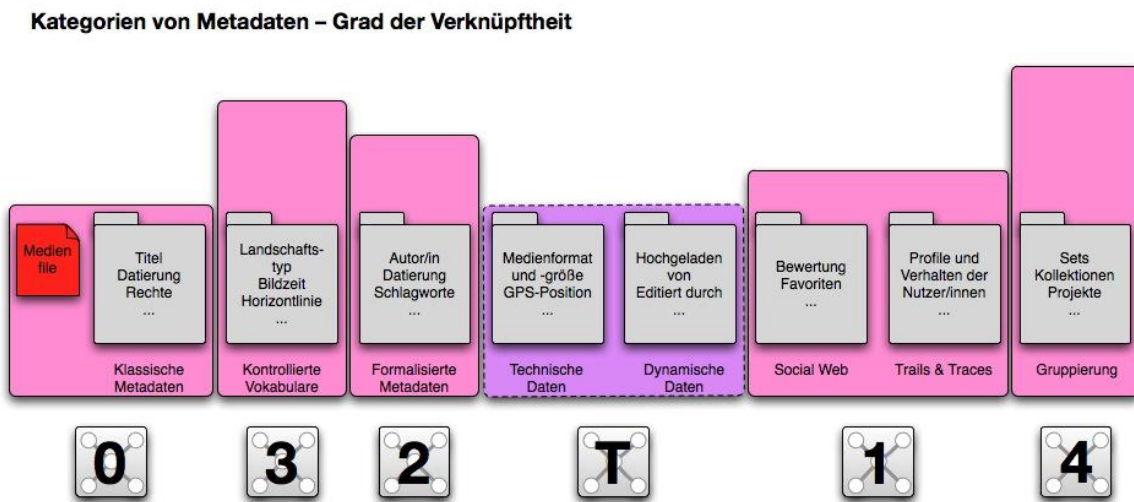 Kategorien von Metadaten – Grad der Verknüpftheit
Medien
file
Titel
Datierung
Rechte
...
Klassische
Metadaten
Landschafts-
typ
Bildzeit
Horizontlinie
...
Kontrollierte
Vokabulare
Autor/in
Datierung
Schlagworte
...
Formalisierte
Metadaten
Medienformat
und -größe
GPS-Position
...
Technische
Daten
Hochgeladen
von
Editiert durch
...
Dynamische
Daten
Bewertung
Favoriten
...
Social Web
Profile und
Verhalten der
Nutzer/innen
...
Trails & Traces
Sets
Kollektionen
Projekte
...
Gruppierung
0
3
2
T
1
4